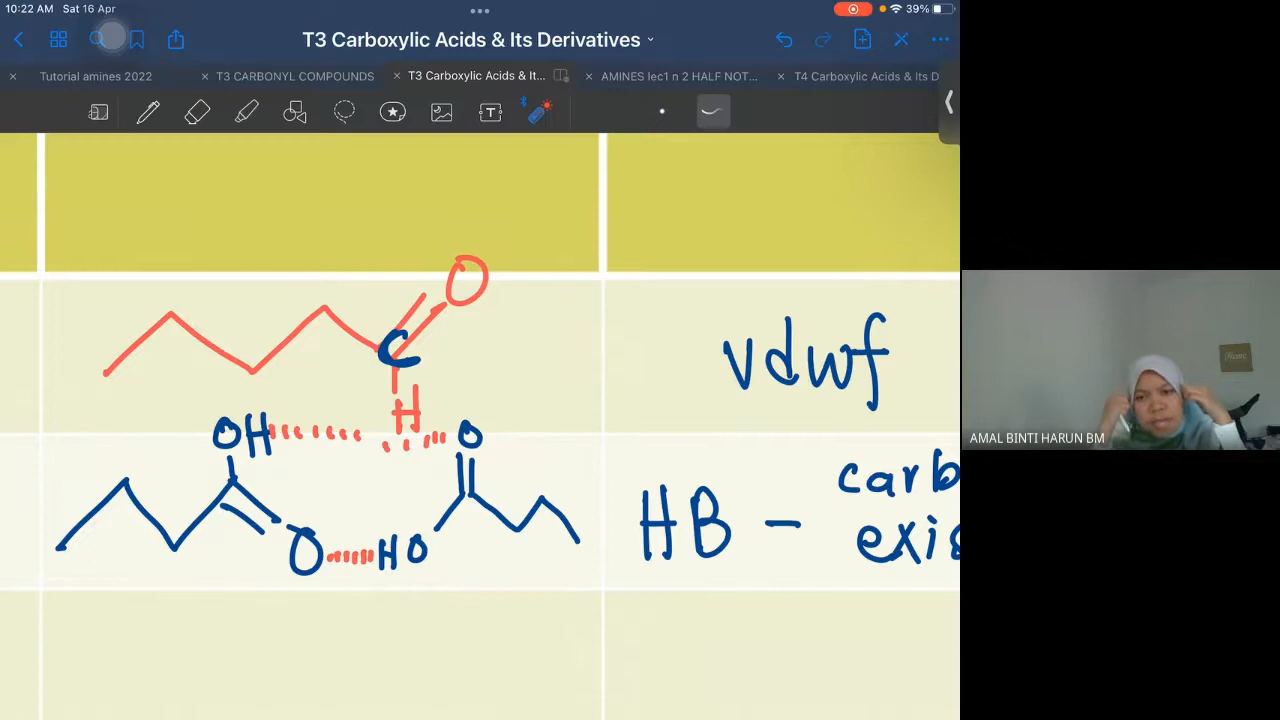 10:22 AM Sat 16 Apr
39%
T3 Carboxylic Acids & Its Derivatives
Tutorial amines 2022
T3 CARBONYL COMPOUNDS
T3 Carboxylic Acids & It...
AMINES lec1 n 2 HALF NOT...
T4 Carboxylic Acids & Its D
T
O
C
H
vdwf
OH
O
O
HO
HB - carb
exis
AMAL BINTI HARUN BM